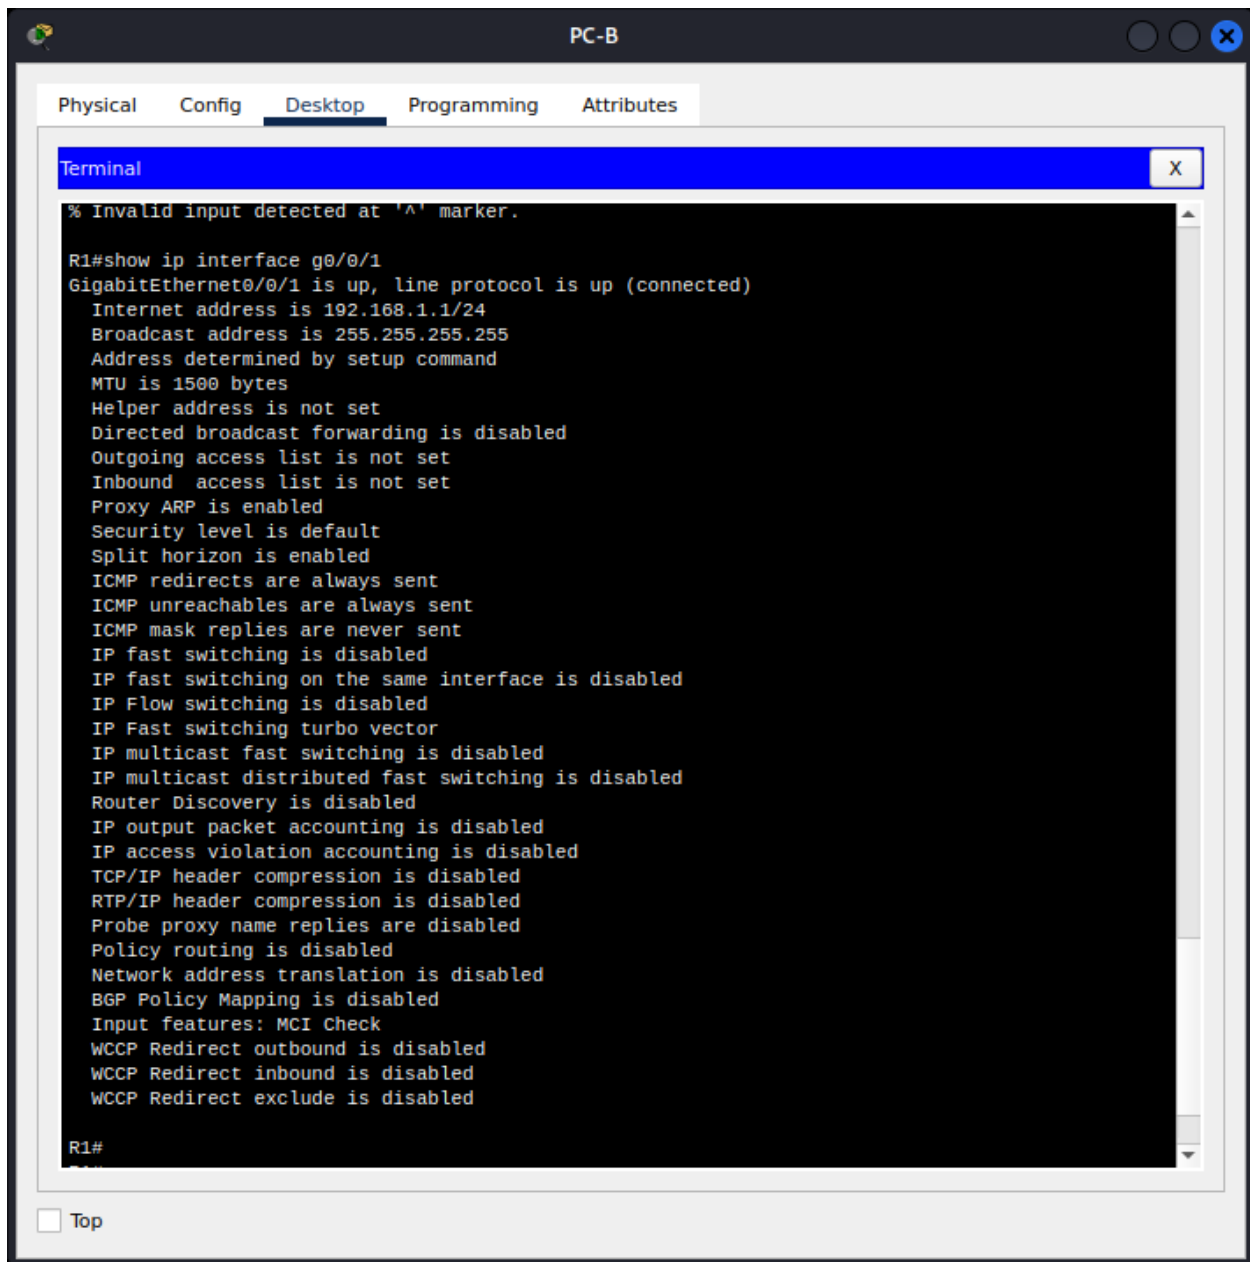 PC-B
Physical Config Desktop Programming Attributes
Terminal X
% Invalid input detected at '^' marker.
R1#show ip interface g0/0/1
GigabitEthernet0/0/1 is up, line protocol is up (connected)
Internet address is 192.168.1.1/24
Broadcast address is 255.255.255.255
Address determined by setup command
MTU is 1500 bytes
Helper address is not set
Directed broadcast forwarding is disabled
Outgoing access list is not set
Inbound  access list is not set
Proxy ARP is enabled
Security level is default
Split horizon is enabled
ICMP redirects are always sent
ICMP unreachables are always sent
ICMP mask replies are never sent
IP fast switching is disabled
IP fast switching on the same interface is disabled
IP Flow switching is disabled
IP Fast switching turbo vector
IP multicast fast switching is disabled
IP multicast distributed fast switching is disabled
Router Discovery is disabled
IP output packet accounting is disabled
IP access violation accounting is disabled
TCP/IP header compression is disabled
RTP/IP header compression is disabled
Probe proxy name replies are disabled
Policy routing is disabled
Network address translation is disabled
BGP Policy Mapping is disabled
Input features: MCI Check
WCCP Redirect outbound is disabled
WCCP Redirect inbound is disabled
WCCP Redirect exclude is disabled
R1#
Top